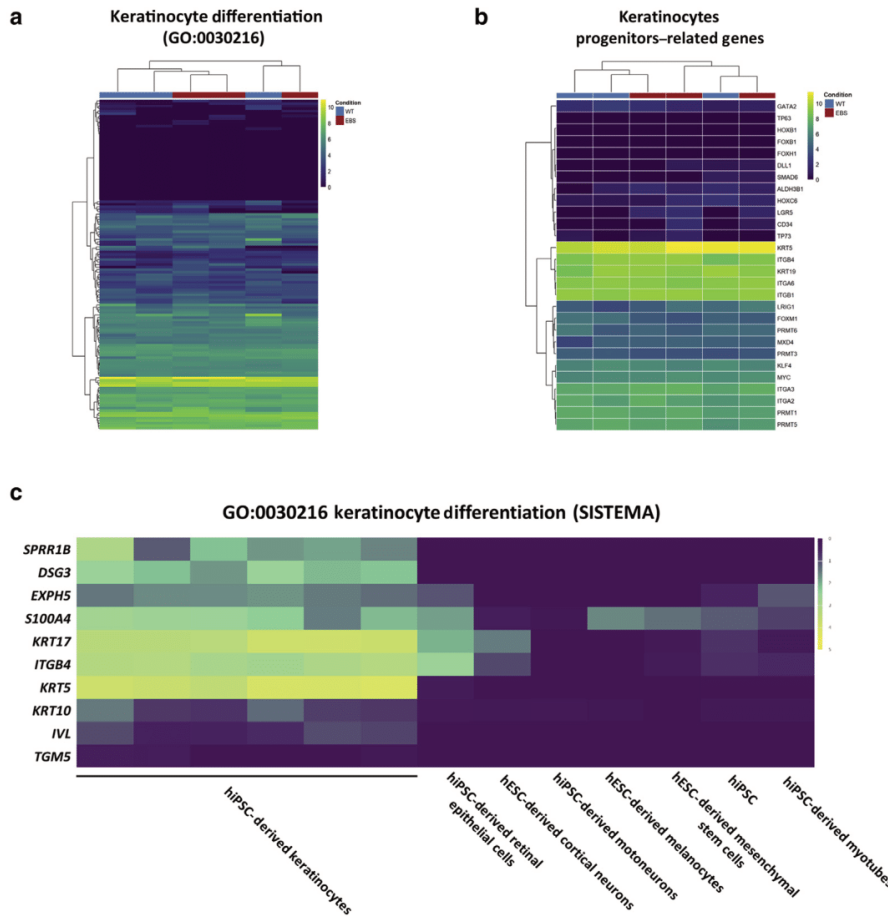 a
Keratinocyte differentiation
(GO:0030216)
Condition
WT
EBS
10
8
6
4
2
0
b
Keratinocytes
progenitors–related genes
Condition
WT
EBS
10
8
6
4
2
0
GATA2
TP63
HOXB1
FOXB1
FOXH1
DLL1
SMAD6
ALDH3B1
HOXC6
LGR5
CD34
TP73
KRT5
ITGB4
KRT19
ITGA6
ITGB1
LRIG1
FOXM1
PRMT6
MXD4
PRMT3
KLF4
MYC
ITGA3
ITGA2
PRMT1
PRMT5
c
GO:0030216 keratinocyte differentiation (SISTEMA)
SPRR1B
DSG3
EXPH5
S100A4
KRT17
ITGB4
KRT5
KRT10
IVL
TGM5
hiPSC-derived keratinocytes
hiPSC-derived retinal
epithelial cells
hESC-derived cortical neurons
hiPSC-derived motoneurons
hESC-derived melanocytes
hESC-derived mesenchymal
stem cells
hiPSC
hiPSC-derived myotubes